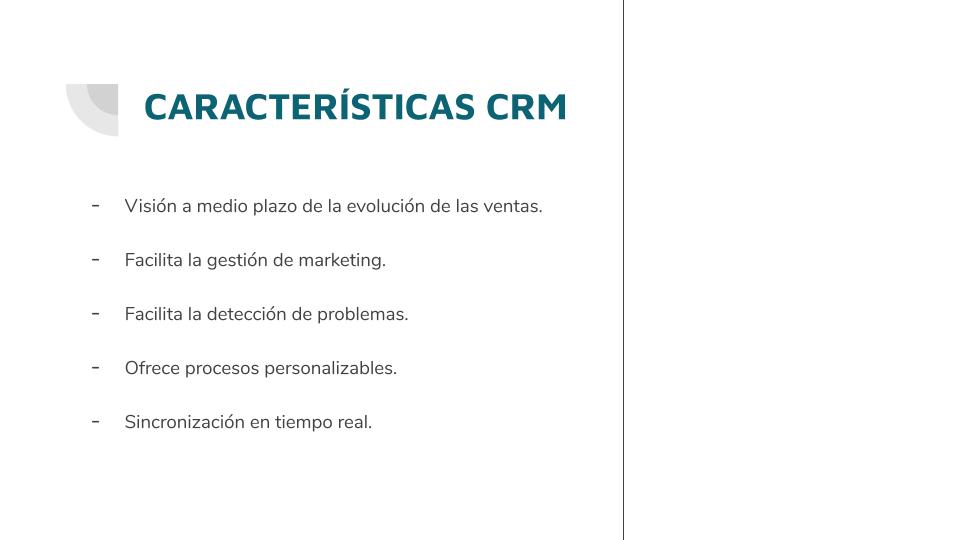 CARACTERÍSTICAS CRM
- Visión a medio plazo de la evolución de las ventas.
- Facilita la gestión de marketing.
- Facilita la detección de problemas.
- Ofrece procesos personalizables.
- Sincronización en tiempo real.